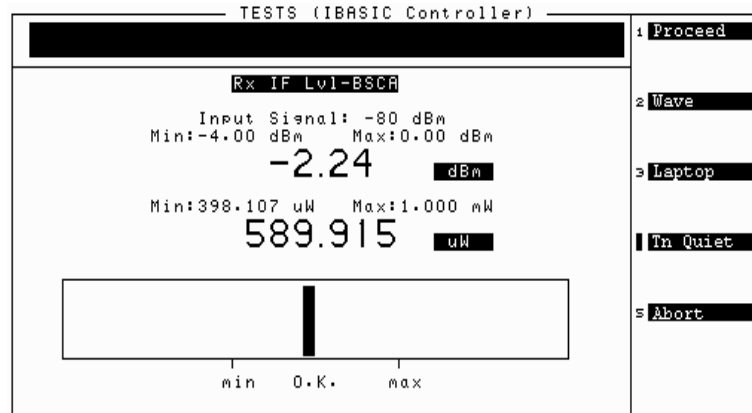 TESTS (IBASIC Controller)
Rx IF Lvl-BSCA
Input Signal: -80 dBm
Min:-4.00 dBm Max:0.00 dBm
-2.24 dBm
Min:398.107 uW Max:1.000 mW
589.915 uW
min O.K. max
1 Proceed
2 Wave
3 Laptop
Tn Quiet
5 Abort